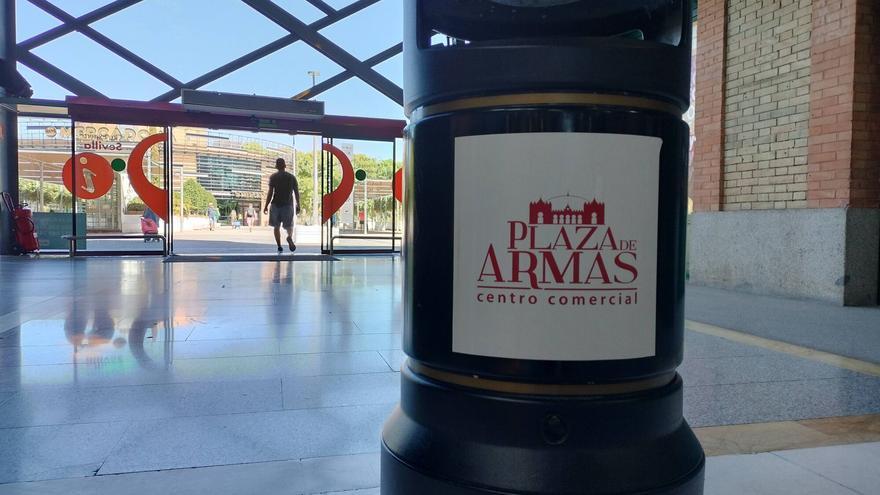 Sevilla
i
PLAZA DE
ARMAS
centro comercial